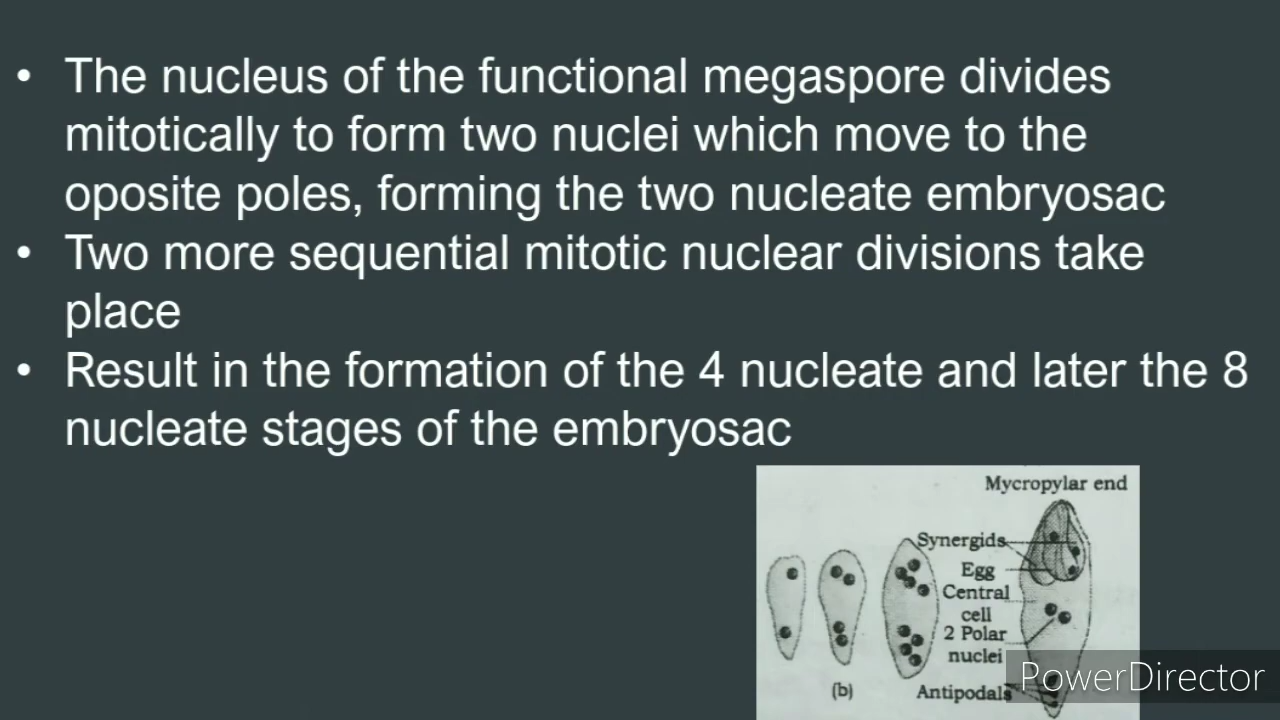 • The nucleus of the functional megaspore divides
mitotically to form two nuclei which move to the
oposite poles, forming the two nucleate embryosac
• Two more sequential mitotic nuclear divisions take
place
• Result in the formation of the 4 nucleate and later the 8
nucleate stages of the embryosac
Mycropylar end
Synergids
Egg
Central
cell
2 Polar
nuclei
(b)
Antipodals
PowerDirector